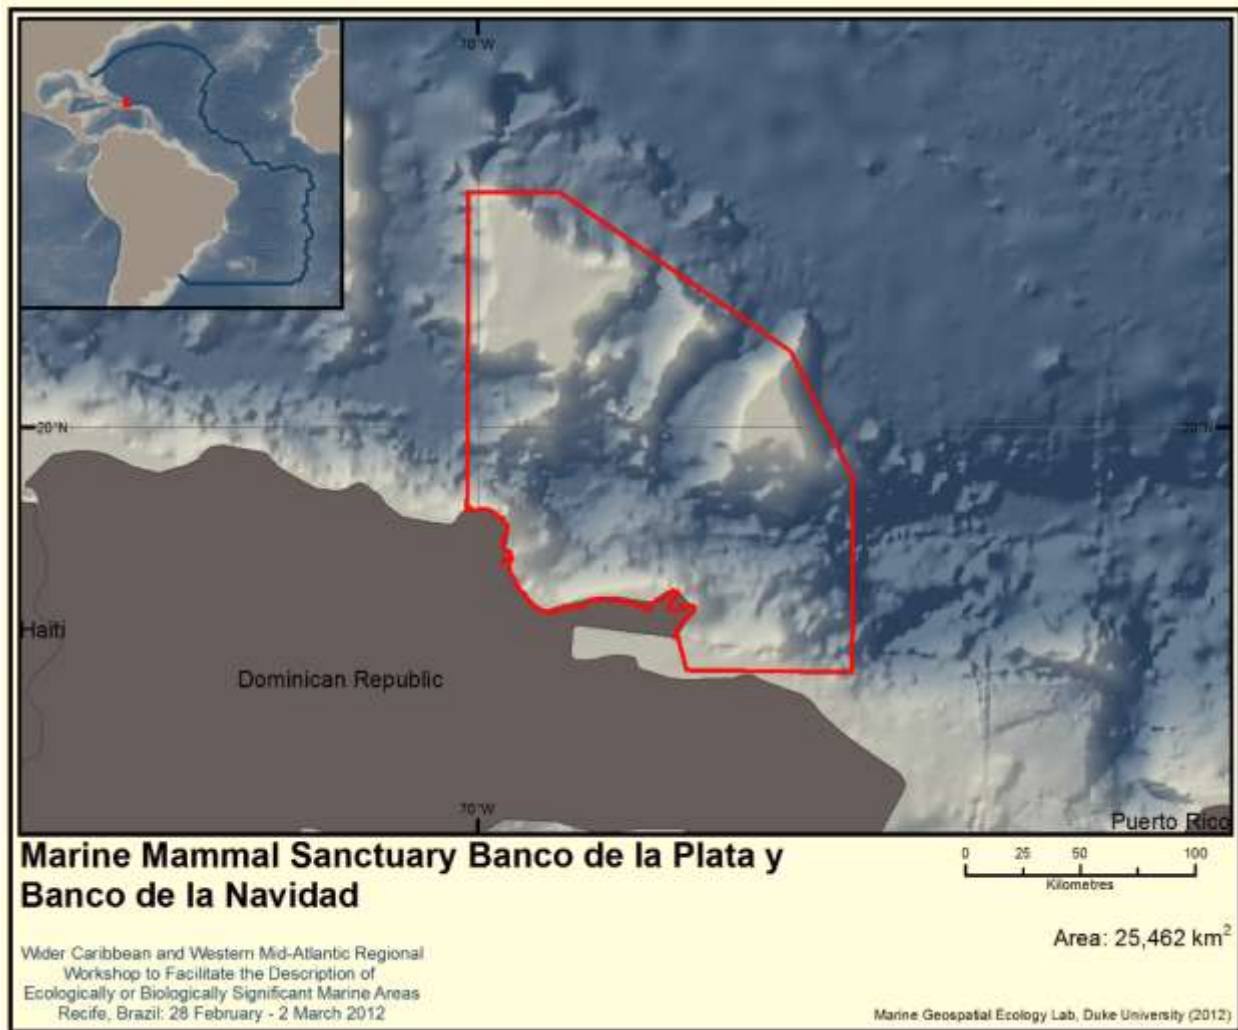 70°W
20°N
20°N
Haiti
Dominican Republic
70°W
Puerto Rico
Marine Mammal Sanctuary Banco de la Plata y
Banco de la Navidad
0 25 50 100
Kilometres
Area: 25,462 km²
Wider Caribbean and Western Mid-Atlantic Regional
Workshop to Facilitate the Description of
Ecologically or Biologically Significant Marine Areas
Recife, Brazil: 28 February - 2 March 2012
Marine Geospatial Ecology Lab, Duke University (2012)